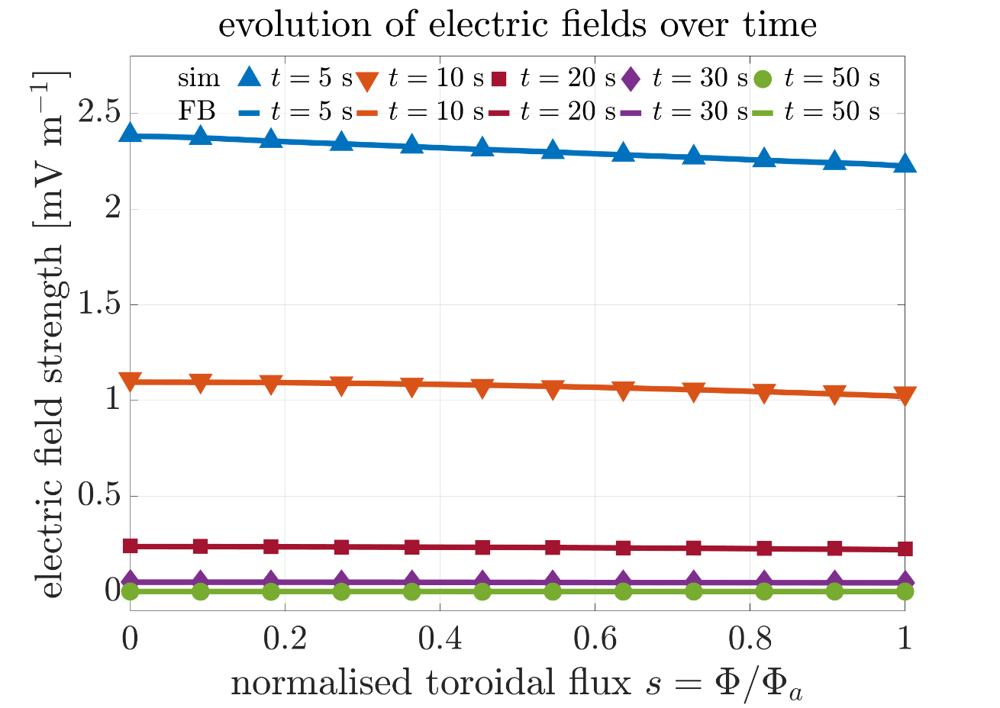 evolution of electric fields over time
sim t = 5 s t = 10 s t = 20 s t = 30 s t = 50 s
FB t = 5 s t = 10 s t = 20 s t = 30 s t = 50 s
electric field strength [mV m⁻¹]
2.5
2
1.5
1
0.5
0
0 0.2 0.4 0.6 0.8 1
normalised toroidal flux s = Φ/Φₐ